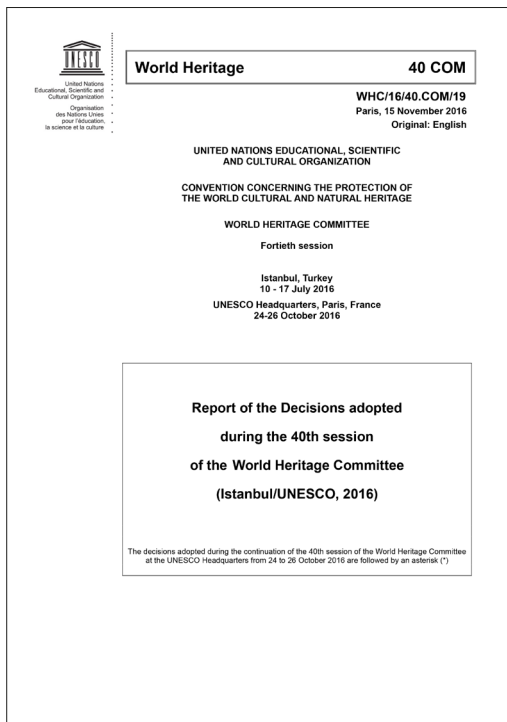 UNESCO
United Nations
Educational, Scientific and
Cultural Organization
Organisation
des Nations Unies
pour l'éducation,
la science et la culture
World Heritage 40 COM
WHC/16/40.COM/19
Paris, 15 November 2016
Original: English
UNITED NATIONS EDUCATIONAL, SCIENTIFIC
AND CULTURAL ORGANIZATION
CONVENTION CONCERNING THE PROTECTION OF
THE WORLD CULTURAL AND NATURAL HERITAGE
WORLD HERITAGE COMMITTEE
Fortieth session
Istanbul, Turkey
10 - 17 July 2016
UNESCO Headquarters, Paris, France
24-26 October 2016
Report of the Decisions adopted
during the 40th session
of the World Heritage Committee
(Istanbul/UNESCO, 2016)
The decisions adopted during the continuation of the 40th session of the World Heritage Committee
at the UNESCO Headquarters from 24 to 26 October 2016 are followed by an asterisk (*)